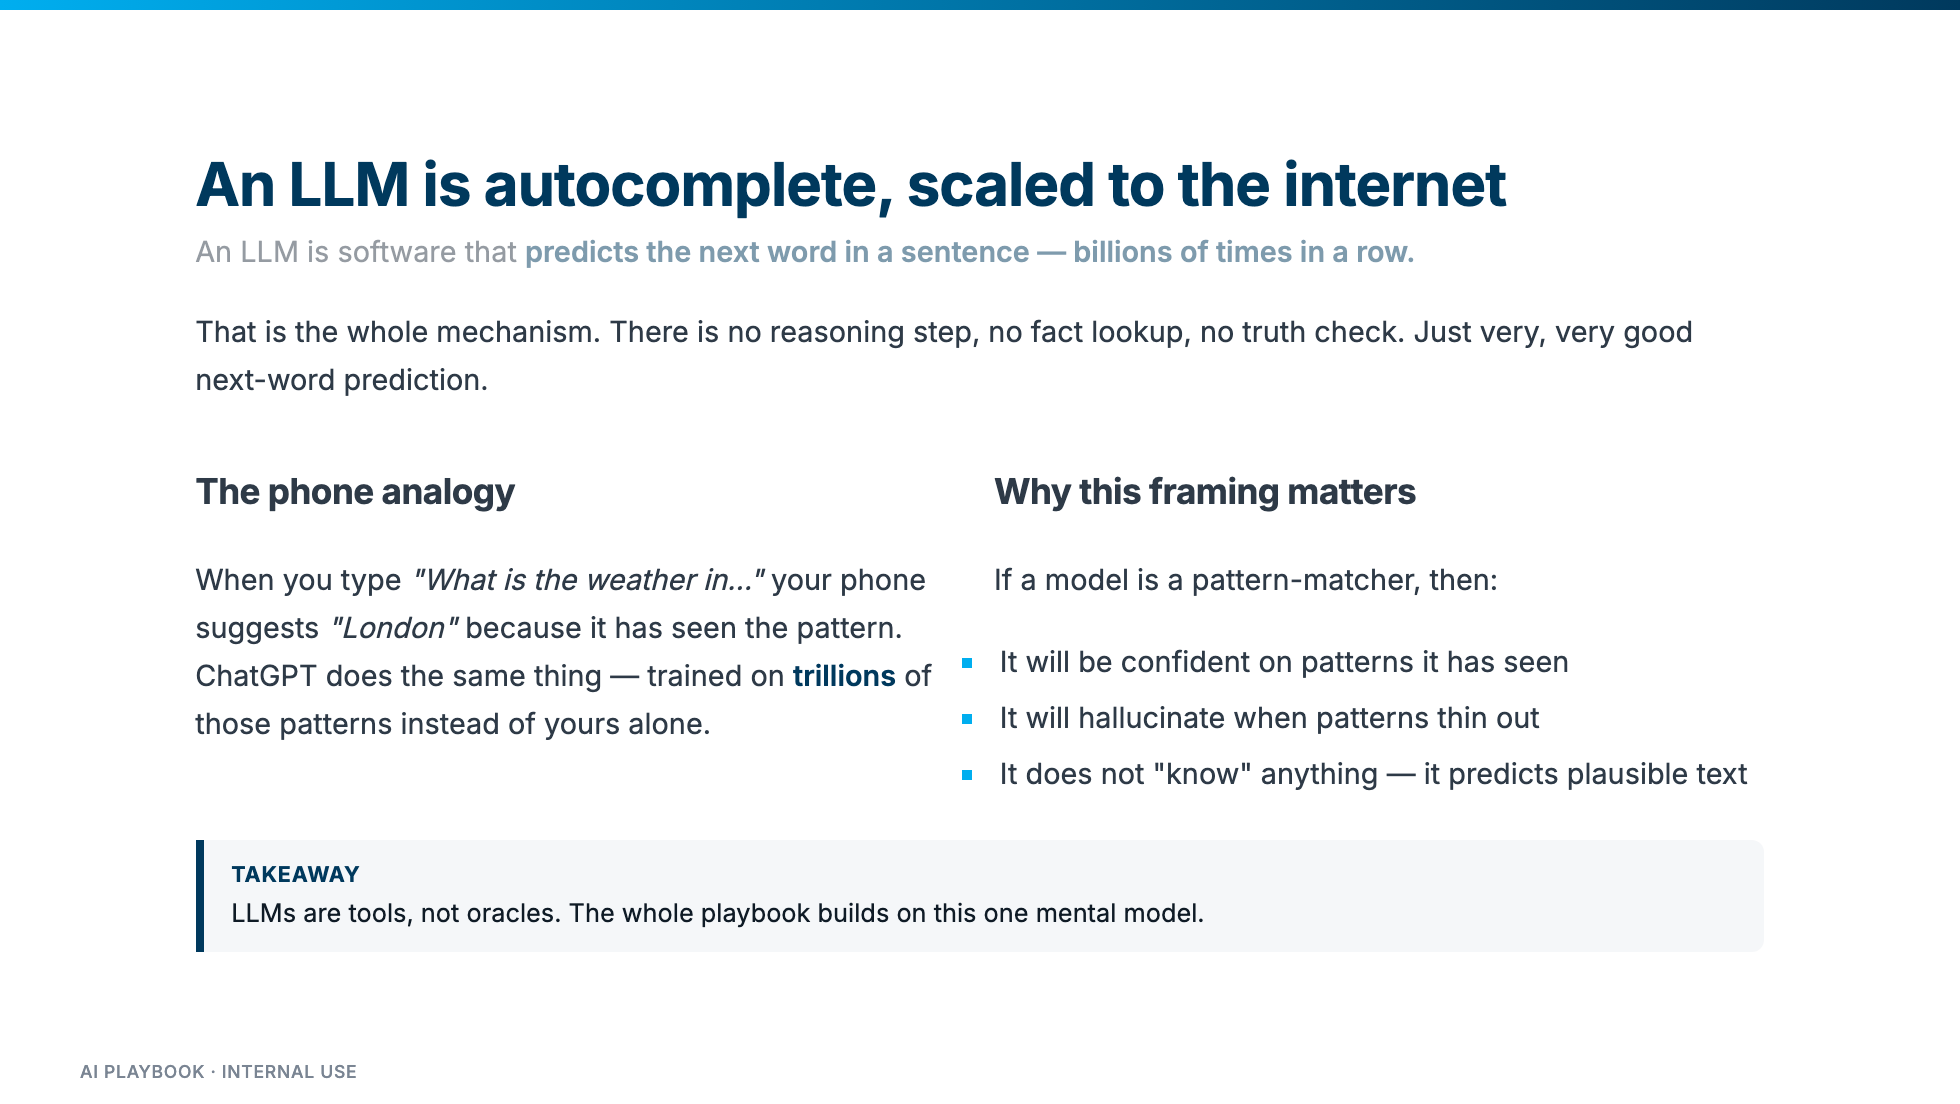 An LLM is autocomplete, scaled to the internet
An LLM is software that predicts the next word in a sentence — billions of times in a row.
That is the whole mechanism. There is no reasoning step, no fact lookup, no truth check. Just very, very good
next-word prediction.
The phone analogy
When you type "What is the weather in..." your phone
suggests "London" because it has seen the pattern.
ChatGPT does the same thing — trained on trillions of
those patterns instead of yours alone.
Why this framing matters
If a model is a pattern-matcher, then:
It will be confident on patterns it has seen
It will hallucinate when patterns thin out
It does not "know" anything — it predicts plausible text
TAKEAWAY
LLMs are tools, not oracles. The whole playbook builds on this one mental model.
AI PLAYBOOK · INTERNAL USE